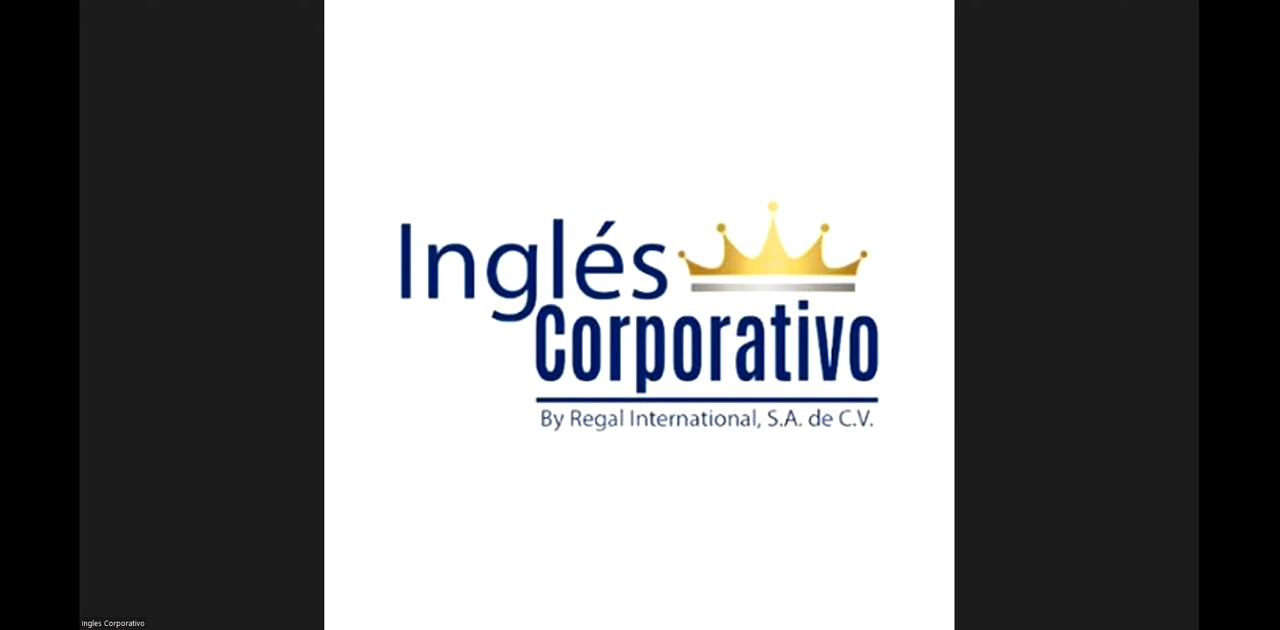 Inglés
Corporativo
By Regal International, S.A. de C.V.
Ingles Corporativo